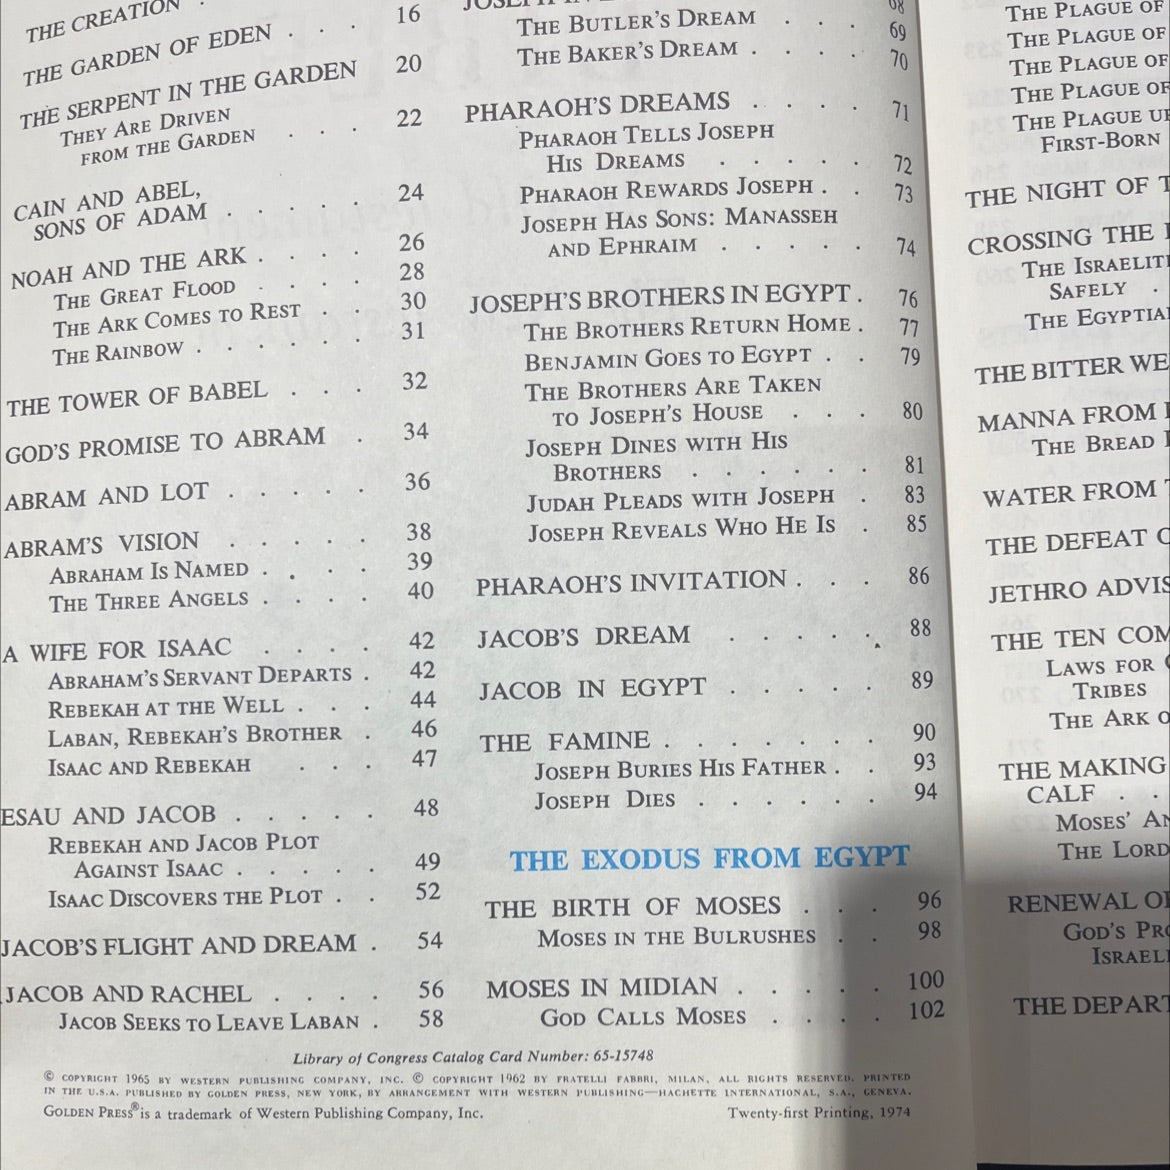 THE CREATION .
THE GARDEN OF EDEN . . . 16
THE SERPENT IN THE GARDEN 20
THEY ARE DRIVEN
FROM THE GARDEN . . . 22
CAIN AND ABEL,
SONS OF ADAM . . . . . 24
NOAH AND THE ARK . . . . 26
THE GREAT FLOOD . . . . 28
THE ARK COMES TO REST . . 30
THE RAINBOW . . . . . . 31
THE TOWER OF BABEL . . . 32
GOD'S PROMISE TO ABRAM . 34
ABRAM AND LOT . . . . . 36
ABRAM'S VISION . . . . . 38
ABRAHAM IS NAMED . . . . 39
THE THREE ANGELS . . . . 40
A WIFE FOR ISAAC . . . . 42
ABRAHAM'S SERVANT DEPARTS . 42
REBEKAH AT THE WELL . . . 44
LABAN, REBEKAH'S BROTHER . 46
ISAAC AND REBEKAH . . . 47
ESAU AND JACOB . . . . . 48
REBEKAH AND JACOB PLOT
AGAINST ISAAC . . . . . 49
ISAAC DISCOVERS THE PLOT . . 52
JACOB'S FLIGHT AND DREAM . 54
JACOB AND RACHEL . . . . 56
JACOB SEEKS TO LEAVE LABAN . 58
68
THE BUTLER'S DREAM . . . 69
THE BAKER'S DREAM . . . . 70
PHARAOH'S DREAMS . . . . 71
PHARAOH TELLS JOSEPH
HIS DREAMS . . . . . 72
PHARAOH REWARDS JOSEPH . . 73
JOSEPH HAS SONS: MANASSEH
AND EPHRAIM . . . . . 74
JOSEPH'S BROTHERS IN EGYPT . 76
THE BROTHERS RETURN HOME . 77
BENJAMIN GOES TO EGYPT . . 79
THE BROTHERS ARE TAKEN
TO JOSEPH'S HOUSE . . . 80
JOSEPH DINES WITH HIS
BROTHERS . . . . . . 81
JUDAH PLEADS WITH JOSEPH . 83
JOSEPH REVEALS WHO HE IS . 85
PHARAOH'S INVITATION . . . 86
JACOB'S DREAM . . . . . 88
JACOB IN EGYPT . . . . . 89
THE FAMINE . . . . . . . 90
JOSEPH BURIES HIS FATHER . . 93
JOSEPH DIES . . . . . . 94
THE EXODUS FROM EGYPT
THE BIRTH OF MOSES . . . 96
MOSES IN THE BULRUSHES . . 98
MOSES IN MIDIAN . . . . . 100
GOD CALLS MOSES . . . . 102
Library of Congress Catalog Card Number: 65-15748
© COPYRIGHT 1965 BY WESTERN PUBLISHING COMPANY, INC. © COPYRIGHT 1962 BY FRATELLI FABBRI, MILAN, ALL RIGHTS RESERVED. PRINTED
IN THE U.S.A. PUBLISHED BY GOLDEN PRESS, NEW YORK, BY ARRANGEMENT WITH WESTERN PUBLISHING—HACHETTE INTERNATIONAL, S.A., GENEVA.
GOLDEN PRESS® is a trademark of Western Publishing Company, Inc. Twenty-first Printing, 1974
THE PLAGUE OF
THE PLAGUE OF
THE PLAGUE OF
THE PLAGUE OF
THE PLAGUE
FIRST-BORN
THE NIGHT OF
CROSSING THE
THE
SAFELY .
THE
THE BITTER
MANNA FROM
THE BREAD
WATER FROM
THE DEFEAT
JETHRO
THE TEN
LAWS FOR
TRIBES
THE ARK
THE MAKING
CALF . .
MOSES'
THE LORD
RENEWAL
GOD'S
THE